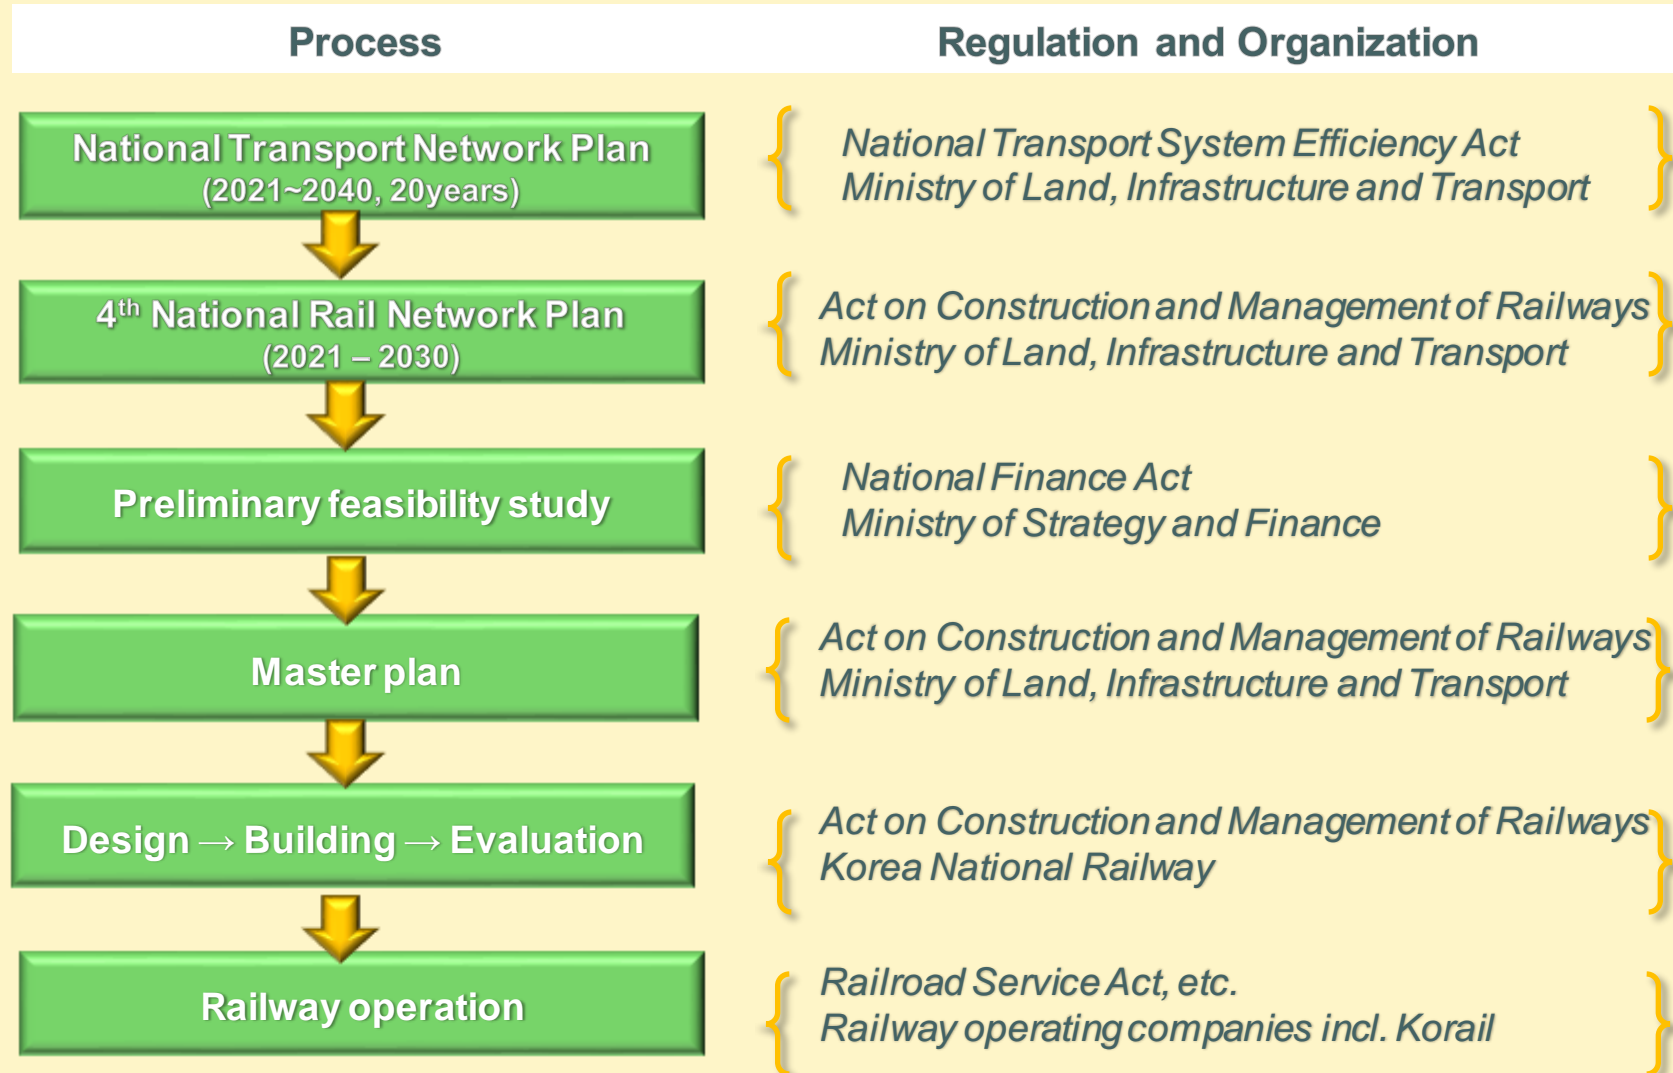 Process
Regulation and Organization
National Transport Network Plan
(2021~2040, 20years)
National Transport System Efficiency Act
Ministry of Land, Infrastructure and Transport
4th National Rail Network Plan
(2021 – 2030)
Act on Construction and Management of Railways
Ministry of Land, Infrastructure and Transport
Preliminary feasibility study
National Finance Act
Ministry of Strategy and Finance
Master plan
Act on Construction and Management of Railways
Ministry of Land, Infrastructure and Transport
Design → Building → Evaluation
Act on Construction and Management of Railways
Korea National Railway
Railway operation
Railroad Service Act, etc.
Railway operating companies incl. Korail